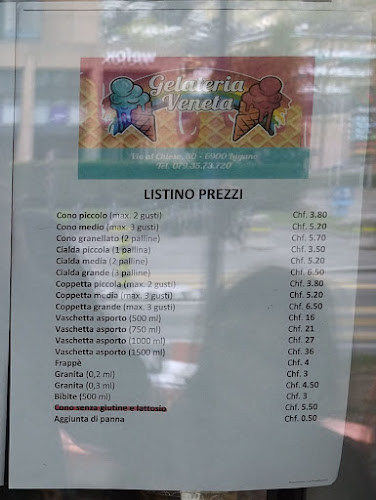 Gelateria
Veneta
Tel. 079.35.23.720
LISTINO PREZZI
Cono piccolo (max. 2 gusti) Chf. 3.80
Cono medio (max. 3 gusti) Chf. 5.20
Cono granellato (2 palline) Chf. 5.70
Cialda piccola (1 pallina) Chf. 3.50
Cialda media (2 palline) Chf. 5.20
Cialda grande (3 palline) Chf. 6.50
Coppetta piccola (max. 2 gusti) Chf. 3.80
Coppetta media (max. 3 gusti) Chf. 5.20
Coppetta grande (max. 3 gusti) Chf. 6.50
Vaschetta asporto (500 ml) Chf. 16
Vaschetta asporto (750 ml) Chf. 21
Vaschetta asporto (1000 ml) Chf. 27
Vaschetta asporto (1500 ml) Chf. 36
Frappè Chf. 4
Granita (0,2 ml) Chf. 3
Granita (0,3 ml) Chf. 4.50
Bibite (500 ml) Chf. 3
Cono senza glutine e lattosio Chf. 5.50
Aggiunta di panna Chf. 0.50